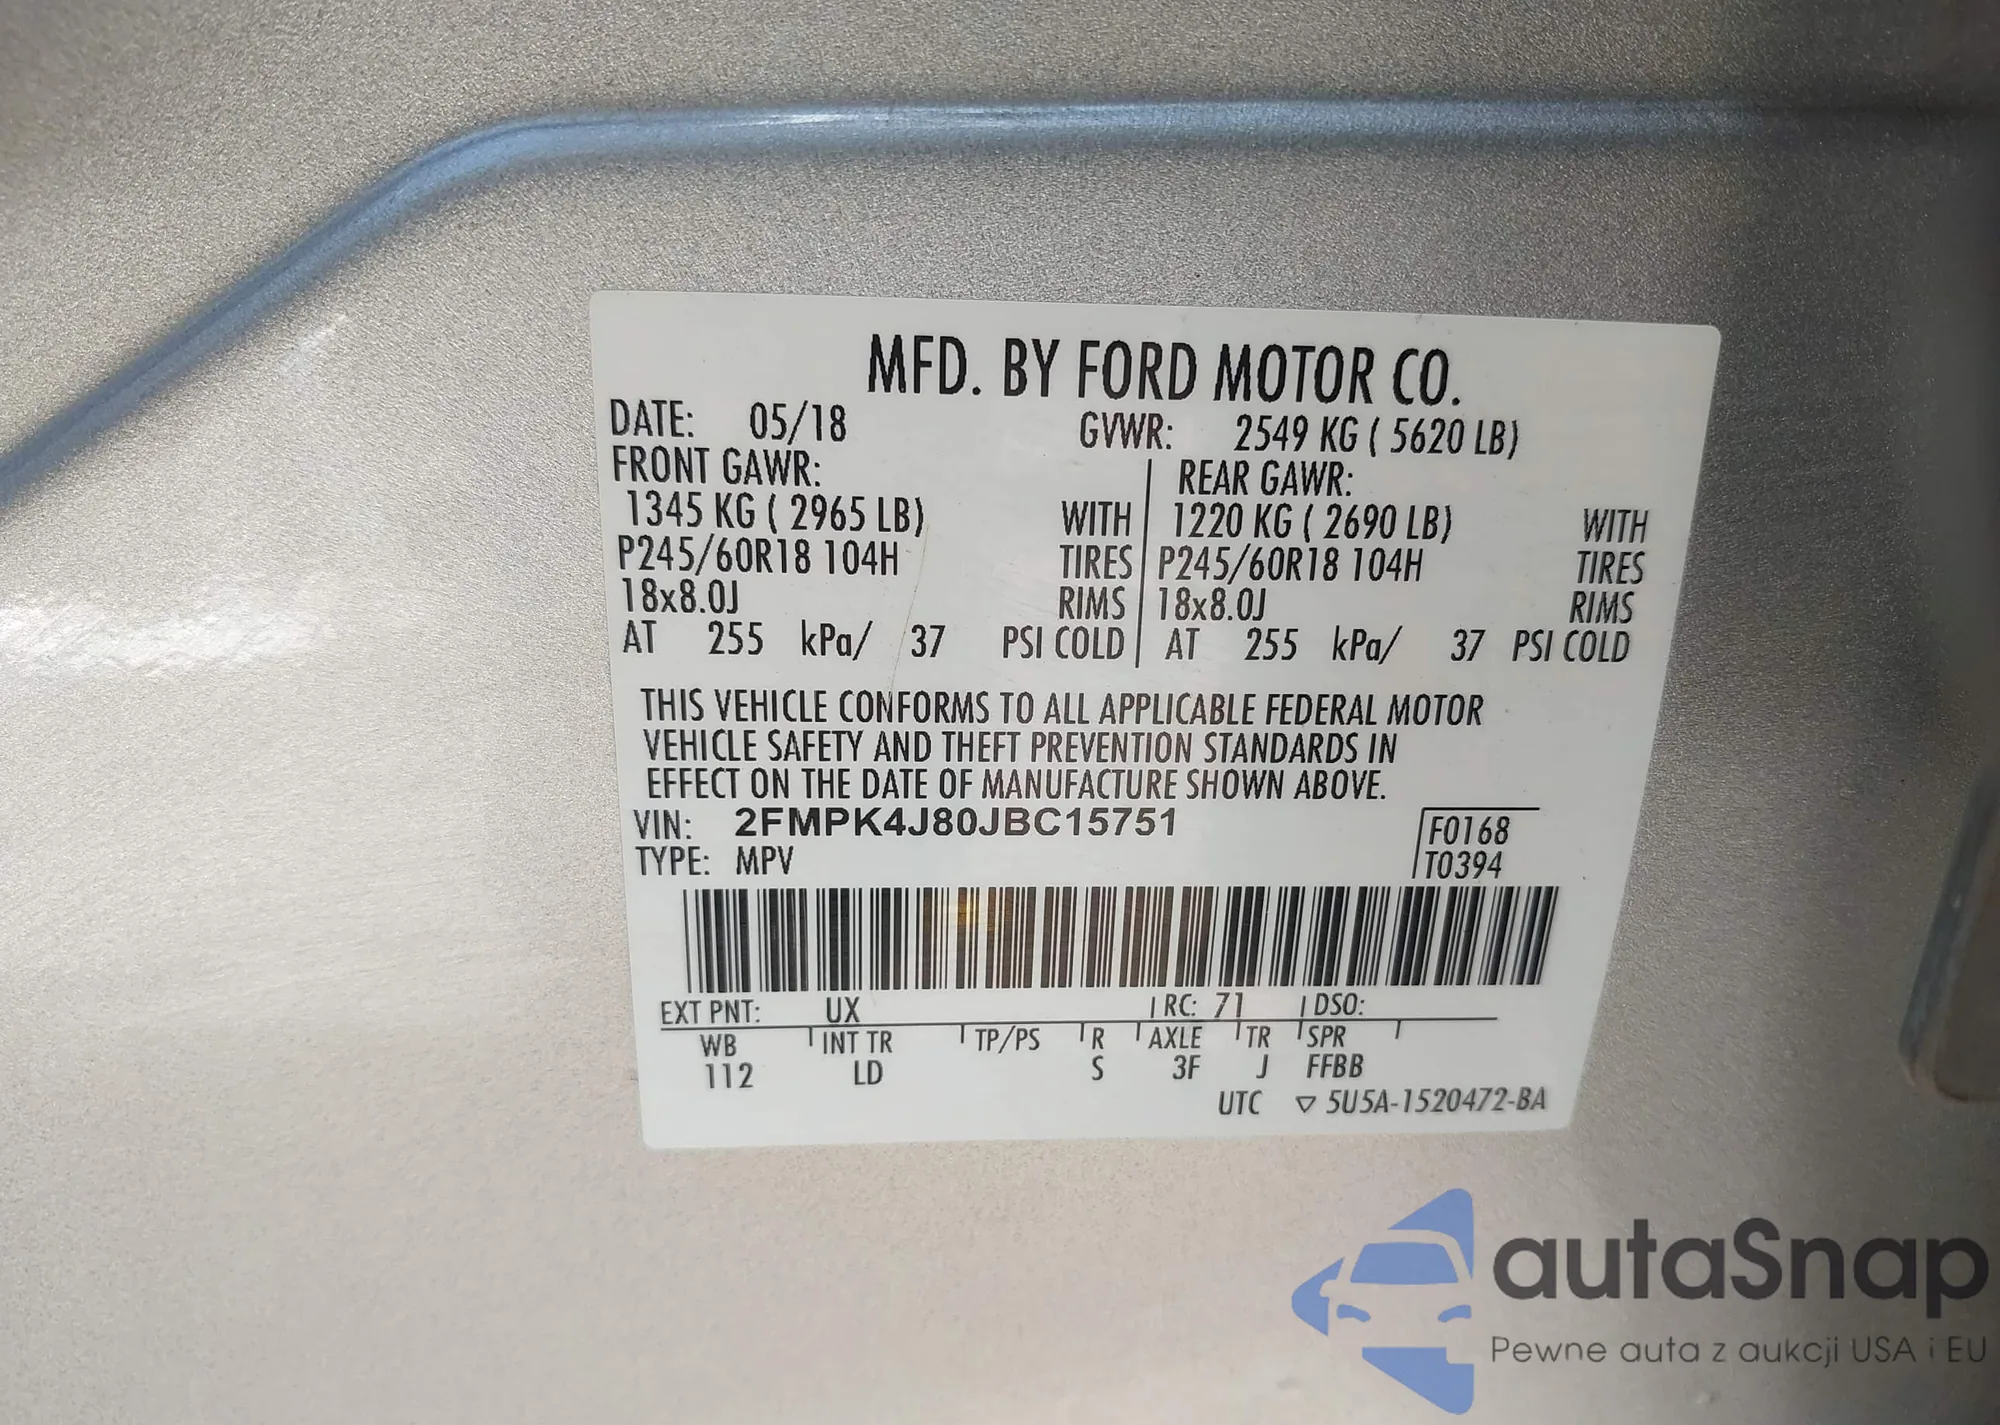 MFD. BY FORD MOTOR CO.
DATE: 05/18 GVWR: 2549 KG ( 5620 LB)
FRONT GAWR: REAR GAWR:
1345 KG ( 2965 LB) WITH 1220 KG ( 2690 LB) WITH
P245/60R18 104H TIRES P245/60R18 104H TIRES
18x8.0J RIMS 18x8.0J RIMS
AT 255 kPa/ 37 PSI COLD AT 255 kPa/ 37 PSI COLD
THIS VEHICLE CONFORMS TO ALL APPLICABLE FEDERAL MOTOR
VEHICLE SAFETY AND THEFT PREVENTION STANDARDS IN
EFFECT ON THE DATE OF MANUFACTURE SHOWN ABOVE.
VIN: 2FMPK4J80JBC15751 F0168
TYPE: MPV T0394
EXT PNT: UX RC: 71 DSO:
WB INT TR TP/PS R AXLE TR SPR
112 LD S 3F J FFBB
UTC ▽ 5U5A-1520472-BA
autaSnap
Pewne auta z aukcji USA i EU